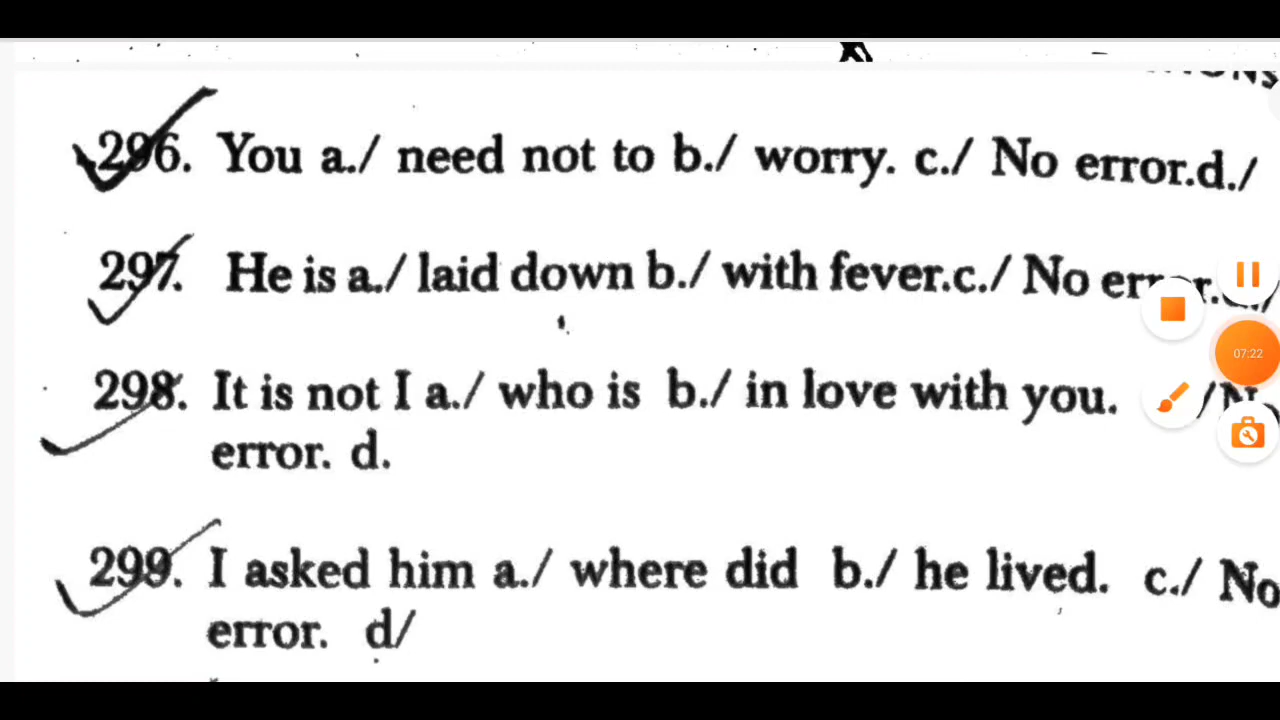 296. You a./ need not to b./ worry. c./ No error.d./
297. He is a./ laid down b./ with fever.c./ No
298. It is not I a./ who is b./ in love with you.
error. d.
299. I asked him a./ where did b./ he lived. c./ No
error. d/
07:22